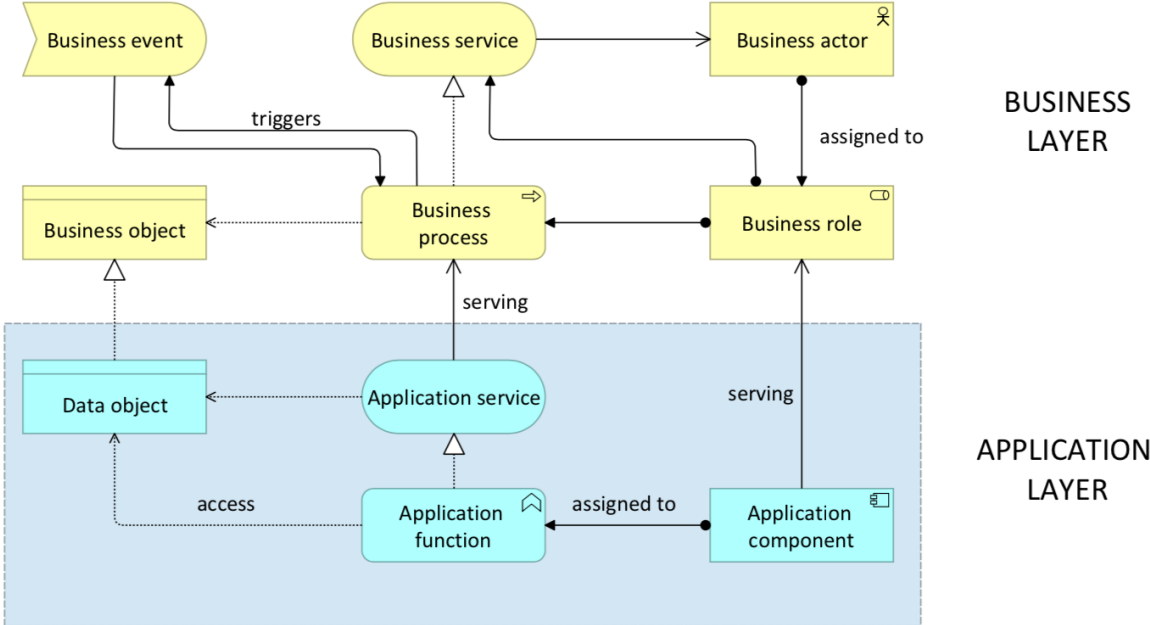 Business event
Business service
Business actor
BUSINESS
LAYER
triggers
assigned to
Business object
Business
process
Business role
serving
Data object
Application service
serving
APPLICATION
LAYER
access
Application
function
assigned to
Application
component